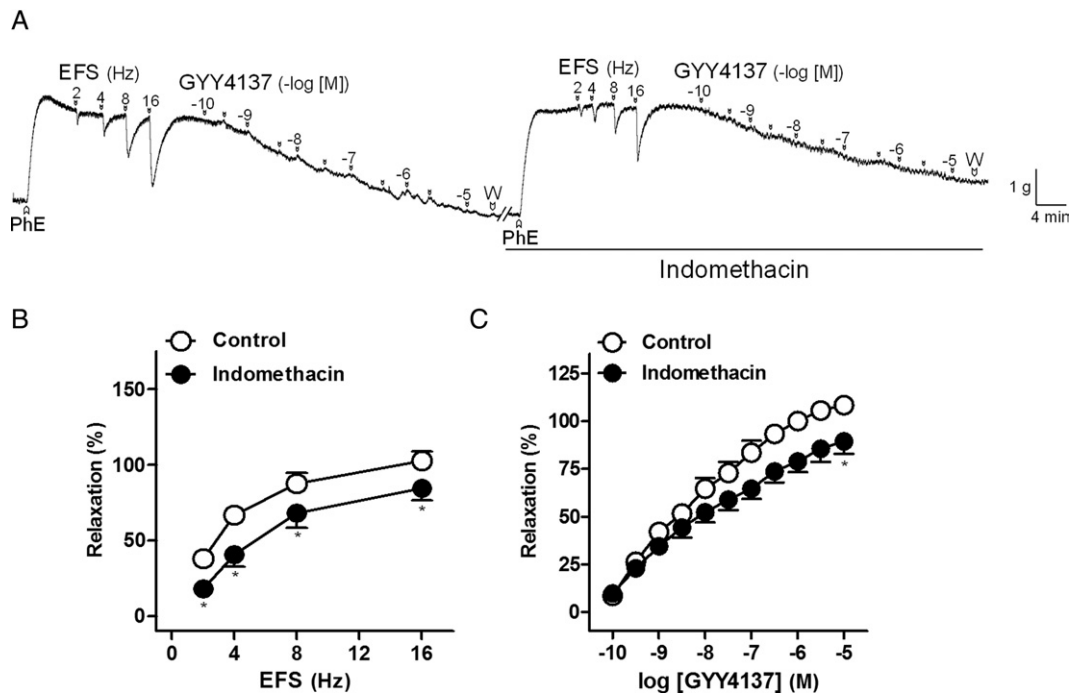 A
EFS (Hz)
2 4 8 16
GYY4137 (-log [M])
-10 -9 -8 -7 -6 -5 W
PhE
EFS (Hz)
2 4 8 16
GYY4137 (-log [M])
-10 -9 -8 -7 -6 -5 W
PhE
1 g
4 min
Indomethacin
B
Control
Indomethacin
Relaxation (%)
150
100
50
0
* * * *
0 4 8 12 16
EFS (Hz)
C
Control
Indomethacin
Relaxation (%)
125
100
75
50
25
0
*
-10 -9 -8 -7 -6 -5
log [GYY4137] (M)